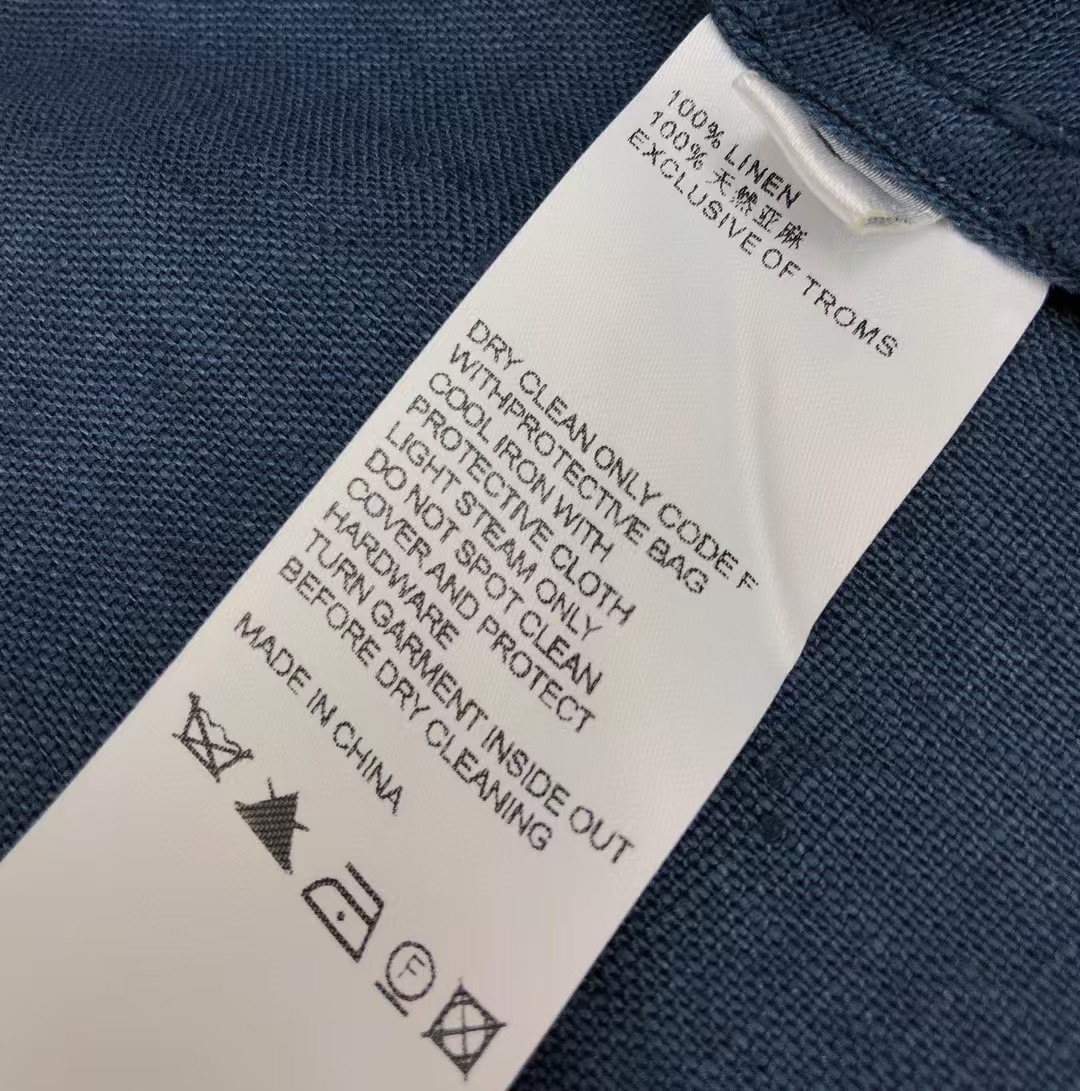 100% LINEN
100% 天然亚麻
EXCLUSIVE OF TROMS
DRY CLEAN ONLY CODE F
WITHPROTECTIVE BAG
COOL IRON WITH
PROTECTIVE CLOTH
LIGHT STEAM ONLY
DO NOT SPOT CLEAN
COVER AND PROTECT
HARDWARE
TURN GARMENT INSIDE OUT
BEFORE DRY CLEANING
MADE IN CHINA
F